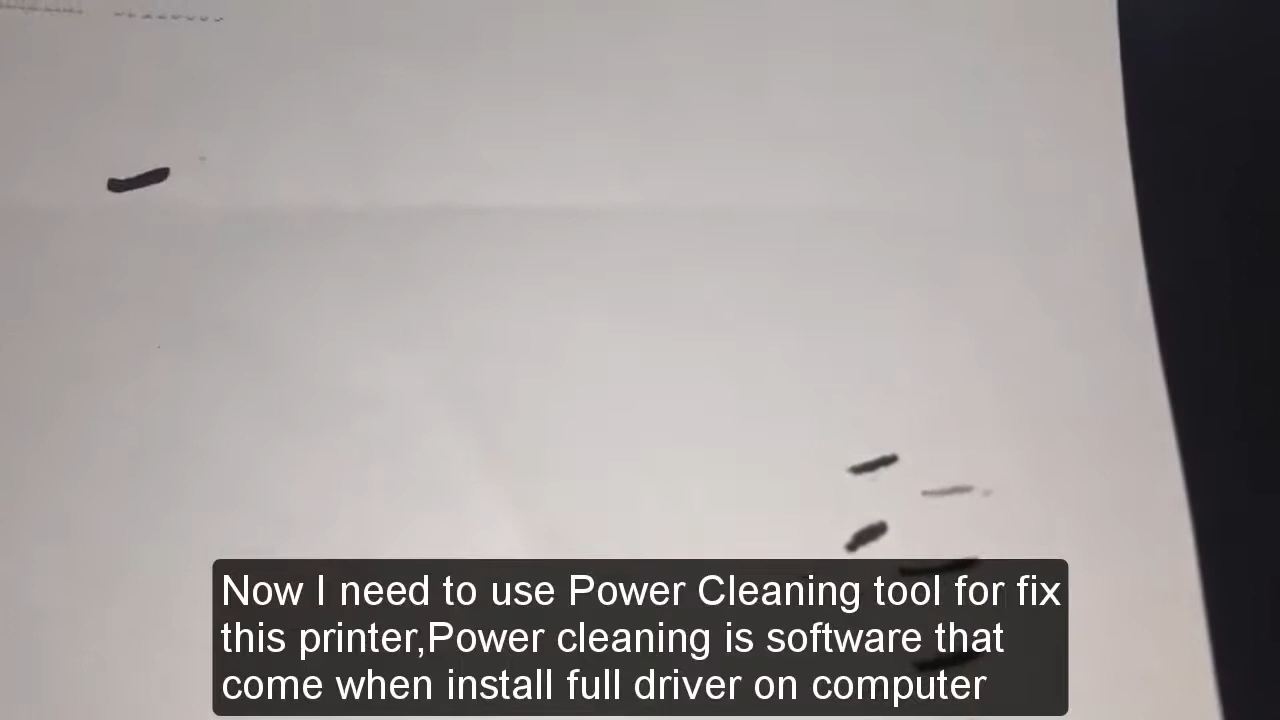 Now I need to use Power Cleaning tool for fix
this printer,Power cleaning is software that
come when install full driver on computer